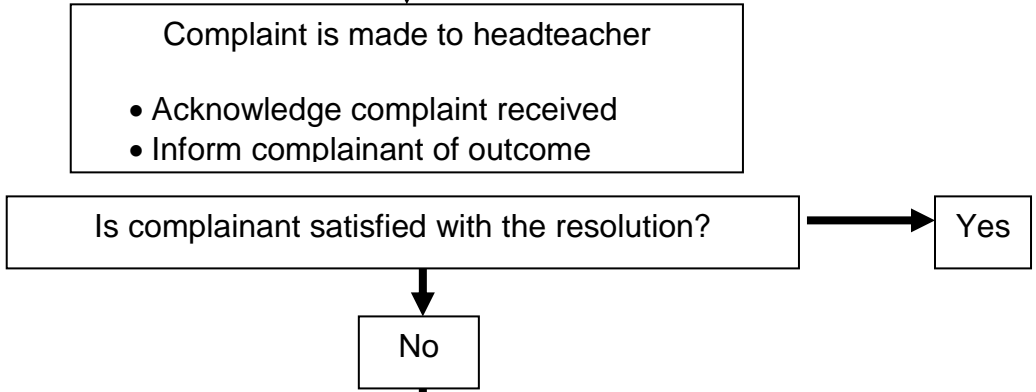 Complaint is made to headteacher
• Acknowledge complaint received
• Inform complainant of outcome
Is complainant satisfied with the resolution?
Yes
No